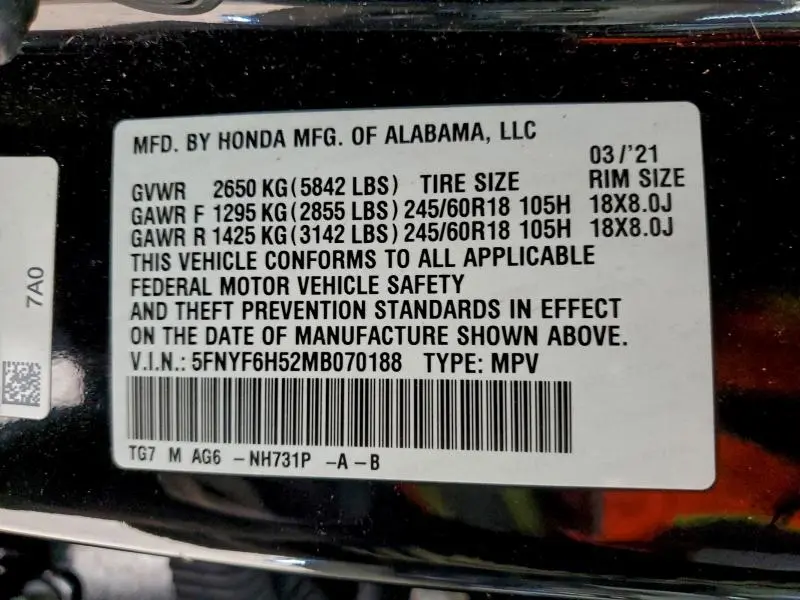 MFD. BY HONDA MFG. OF ALABAMA, LLC
03/'21
GVWR 2650 KG(5842 LBS) TIRE SIZE RIM SIZE
GAWR F 1295 KG(2855 LBS) 245/60R18 105H 18X8.0J
GAWR R 1425 KG(3142 LBS) 245/60R18 105H 18X8.0J
THIS VEHICLE CONFORMS TO ALL APPLICABLE
FEDERAL MOTOR VEHICLE SAFETY
AND THEFT PREVENTION STANDARDS IN EFFECT
ON THE DATE OF MANUFACTURE SHOWN ABOVE.
V.I.N.: 5FNYF6H52MB070188 TYPE: MPV
TG7 M AG6 -NH731P -A-B
7A0